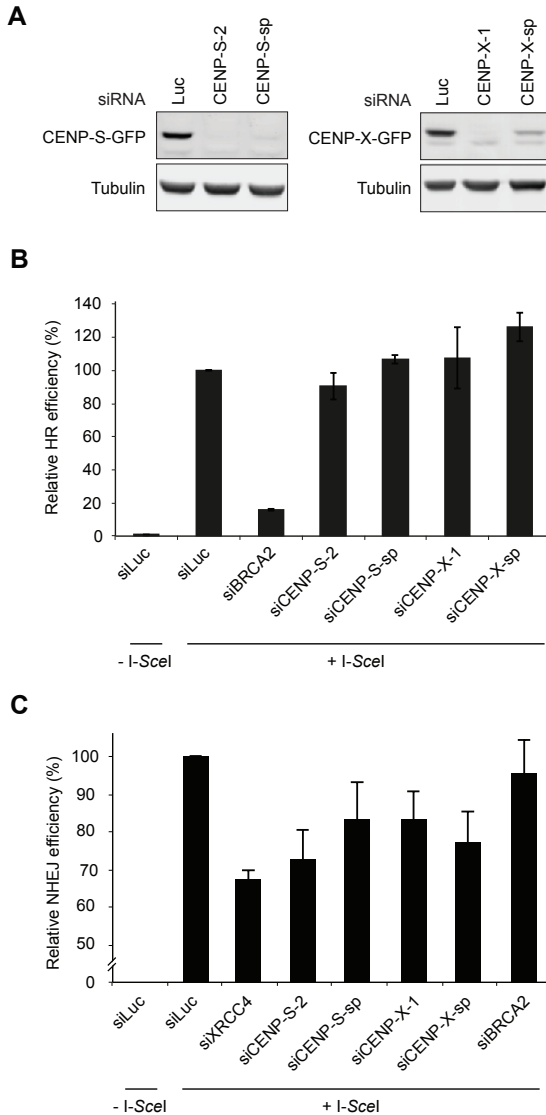 A
siRNA Luc CENP-S-2 CENP-S-sp
CENP-S-GFP
Tubulin
siRNA Luc CENP-X-1 CENP-X-sp
CENP-X-GFP
Tubulin
B
Relative HR efficiency (%)
140
120
100
80
60
40
20
0
siLuc siLuc siBRCA2 siCENP-S-2 siCENP-S-sp siCENP-X-1 siCENP-X-sp
- I-SceI + I-SceI
C
Relative NHEJ efficiency (%)
100
90
80
70
60
50
0
siLuc siLuc siXRCC4 siCENP-S-2 siCENP-S-sp siCENP-X-1 siCENP-X-sp siBRCA2
- I-SceI + I-SceI